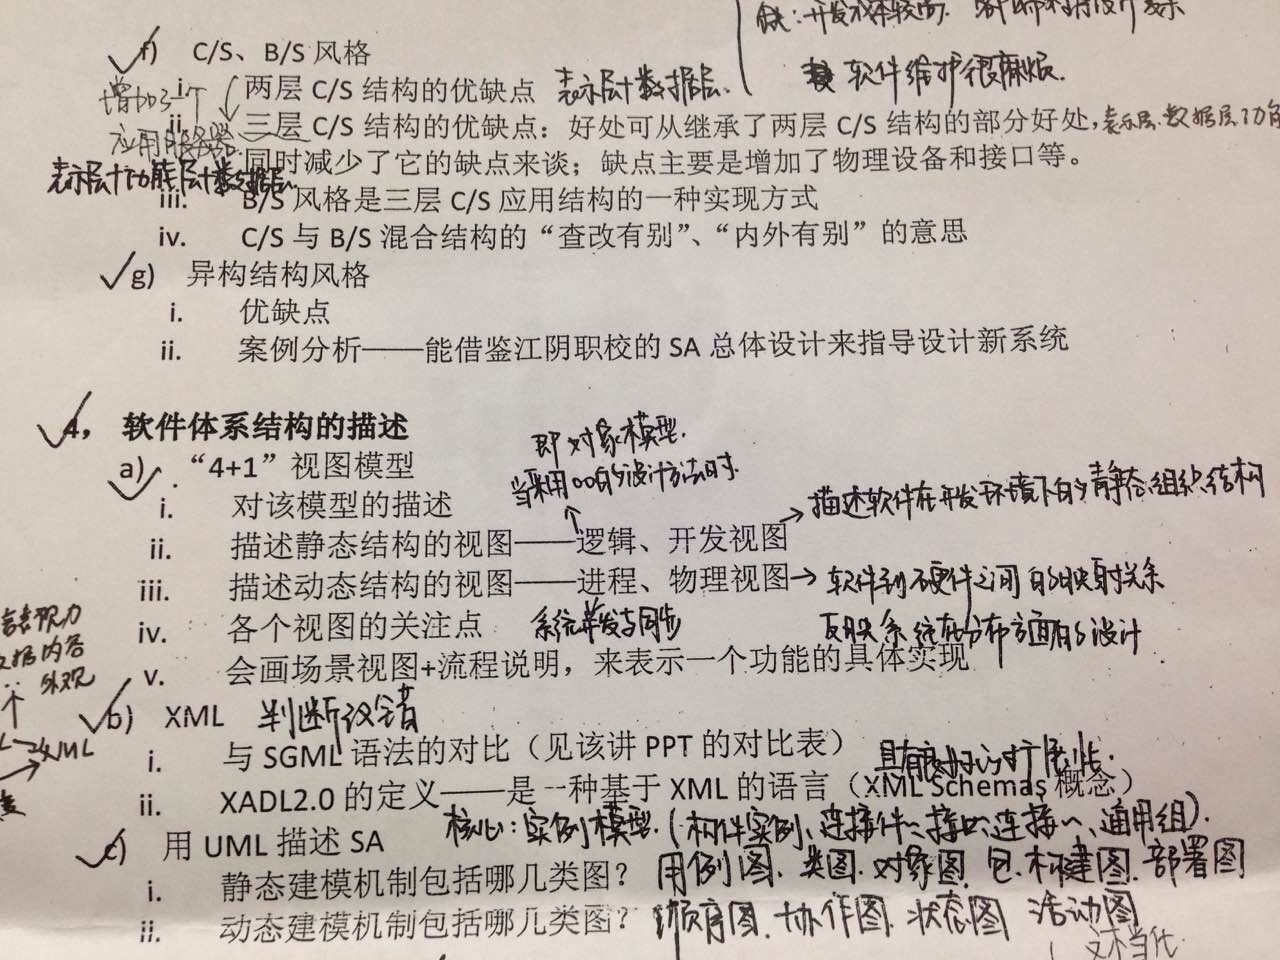 缺：开发成本较高，
软件维护很麻烦
f) C/S、B/S 风格
增加了一个
应用服务器
i. 两层 C/S 结构的优缺点 表示层+数据层
ii. 三层 C/S 结构的优缺点：好处可从继承了两层 C/S 结构的部分好处， 表示层、数据层、功能
同时减少了它的缺点来谈；缺点主要是增加了物理设备和接口等。
表示层+功能层+数据层
iii. B/S 风格是三层 C/S 应用结构的一种实现方式
iv. C/S 与 B/S 混合结构的“查改有别”、“内外有别”的意思
g) 异构结构风格
i. 优缺点
ii. 案例分析——能借鉴江阴职校的 SA 总体设计来指导设计新系统
4， 软件体系结构的描述
即对象模型.
a) “4+1”视图模型
当采用OO的设计方法时.
i. 对该模型的描述
描述软件在开发环境下的静态组织结构
ii. 描述静态结构的视图——逻辑、开发视图
iii. 描述动态结构的视图——进程、物理视图→ 软件到硬件之间的映射关系
iv. 各个视图的关注点 系统并发与同步 反映系统在分布方面的设计
v. 会画场景视图+流程说明，来表示一个功能的具体实现
表现力
数据内容
外观
b) XML 判断改错
XML
i. 与 SGML 语法的对比（见该讲 PPT 的对比表） 具有良好的扩展性.
ii. XADL2.0 的定义——是一种基于 XML 的语言（XML Schemas 概念）
核心：实例模型.（构件实例、连接件〃、接口〃、连接〃、通用组）.
c) 用 UML 描述 SA
i. 静态建模机制包括哪几类图？ 用例图、类图、对象图、包、构建图、部署图
ii. 动态建模机制包括哪几类图？ 顺序图、协作图、状态图 活动图